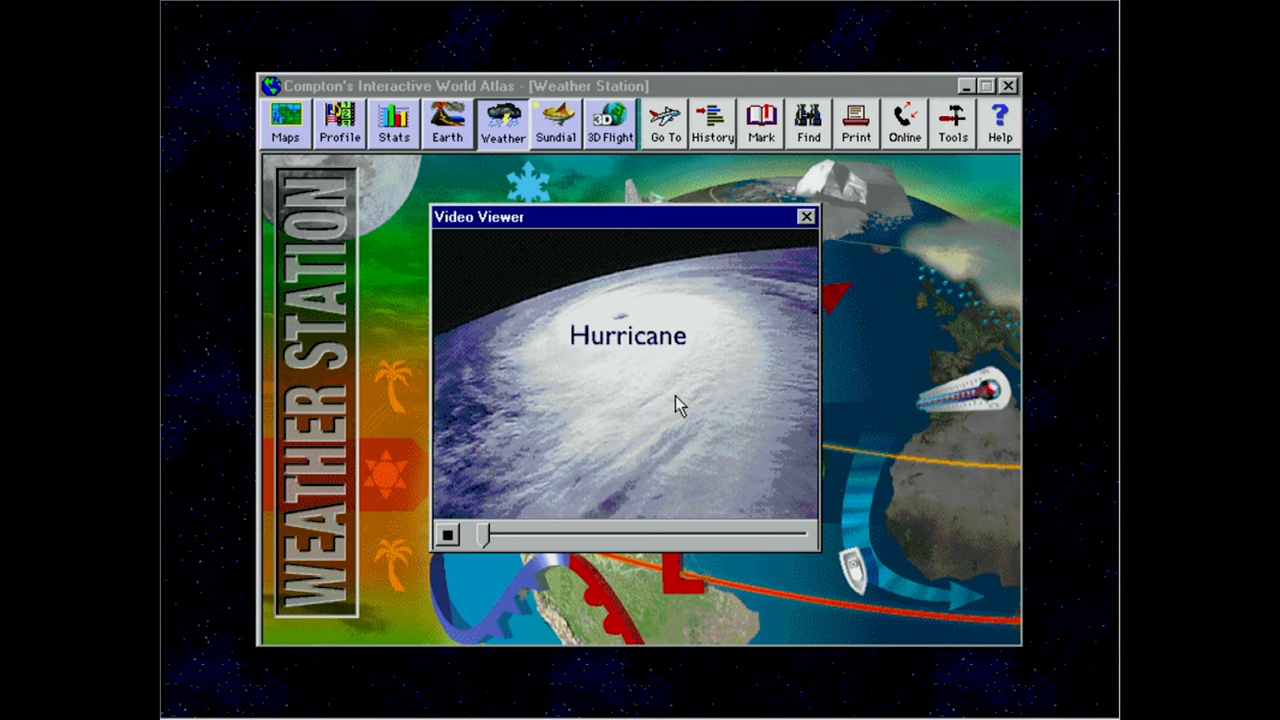 Compton's Interactive World Atlas - [Weather Station]
Maps Profile Stats Earth Weather Sundial 3D Flight Go To History Mark Find Print Online Tools Help
WEATHER STATION
Video Viewer
Hurricane
L